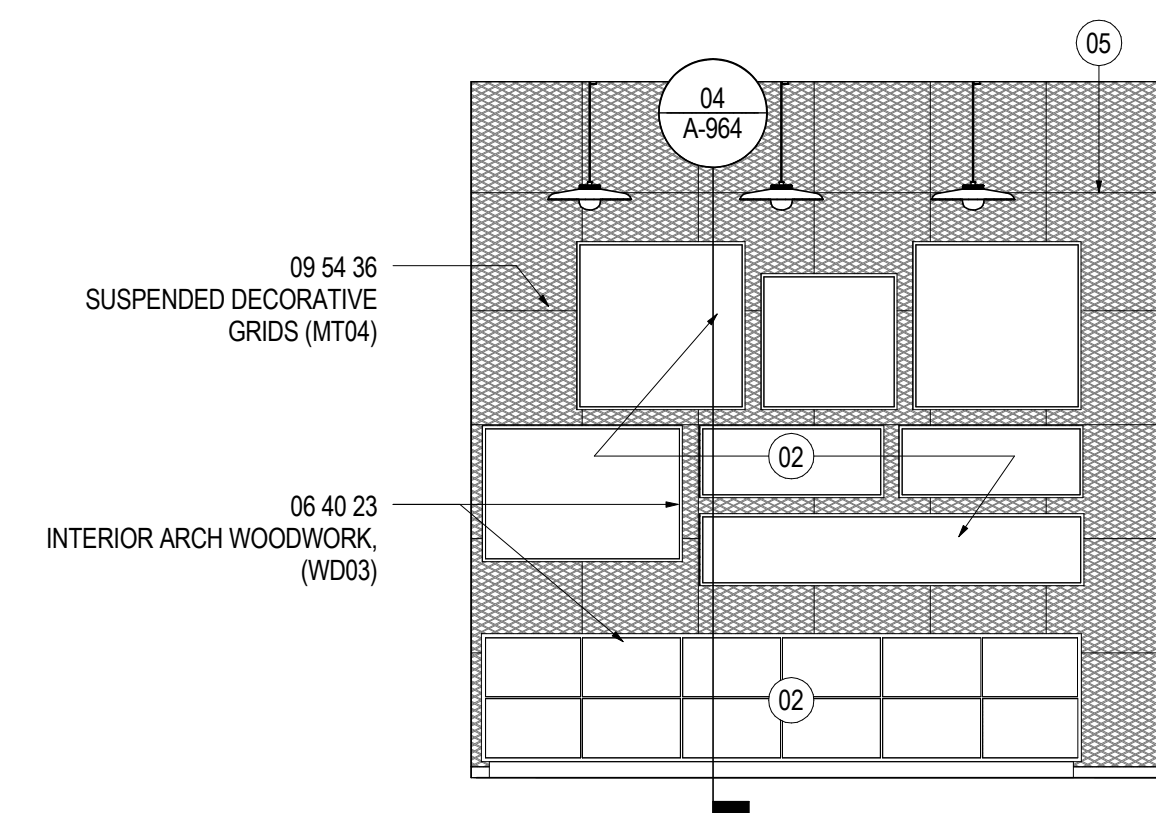 05
04
A-964
09 54 36
SUSPENDED DECORATIVE
GRIDS (MT04)
02
06 40 23
INTERIOR ARCH WOODWORK,
(WD03)
02